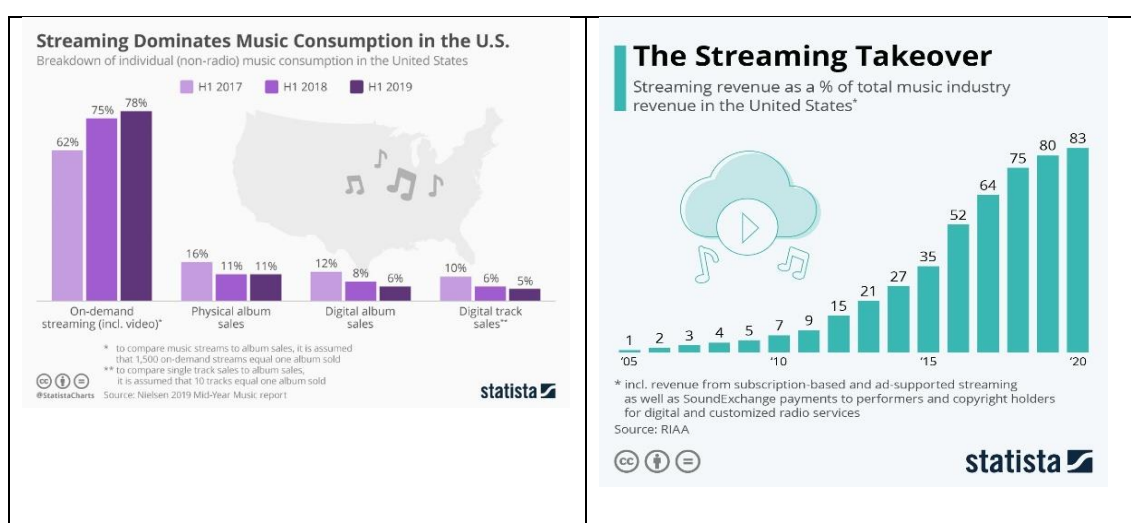 Streaming Dominates Music Consumption in the U.S.
Breakdown of individual (non-radio) music consumption in the United States
H1 2017 H1 2018 H1 2019
62% 75% 78%
16% 11% 11%
12% 8% 6%
10% 6% 5%
On-demand
streaming (incl. video)*
Physical album
sales
Digital album
sales
Digital track
sales**
* to compare music streams to album sales, it is assumed
that 1,500 on-demand streams equal one album sold
** to compare single track sales to album sales,
it is assumed that 10 tracks equal one album sold
cc
@StatistaCharts Source: Nielsen 2019 Mid-Year Music report
statista
The Streaming Takeover
Streaming revenue as a % of total music industry
revenue in the United States*
1 2 3 4 5 7 9 15 21 27 35 52 64 75 80 83
'05 '10 '15 '20
* incl. revenue from subscription-based and ad-supported streaming
as well as SoundExchange payments to performers and copyright holders
for digital and customized radio services
Source: RIAA
cc
statista